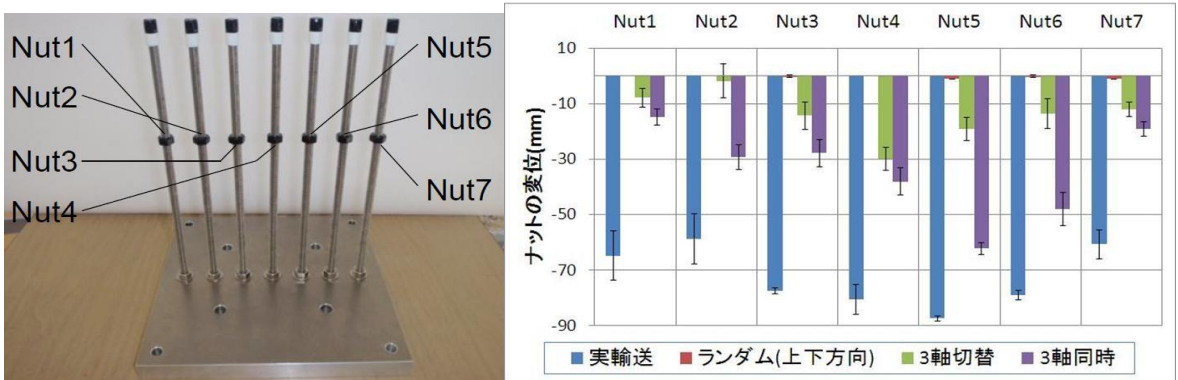 Nut1
Nut2
Nut3
Nut4
Nut5
Nut6
Nut7
Nut1 Nut2 Nut3 Nut4 Nut5 Nut6 Nut7
ナットの変位(mm)
10
-10
-30
-50
-70
-90
実輸送 ランダム(上下方向) 3軸切替 3軸同時